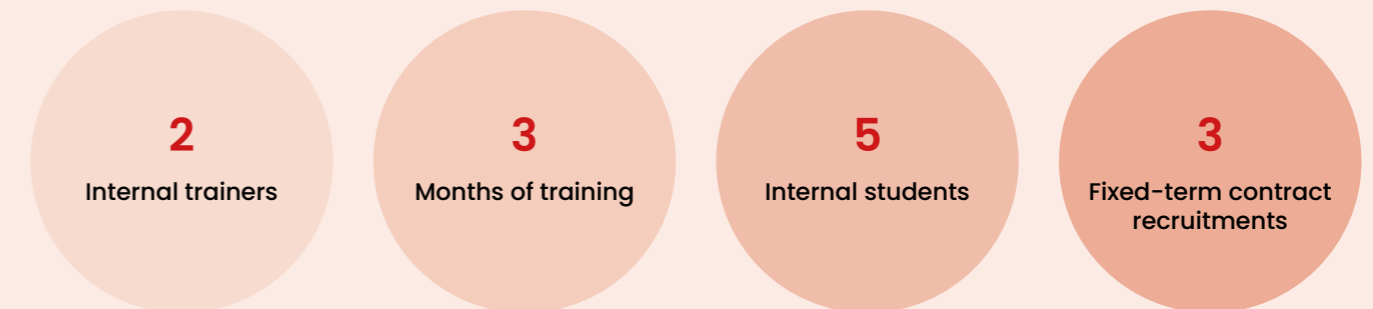 2
Internal trainers
3
Months of training
5
Internal students
3
Fixed-term contract
recruitments